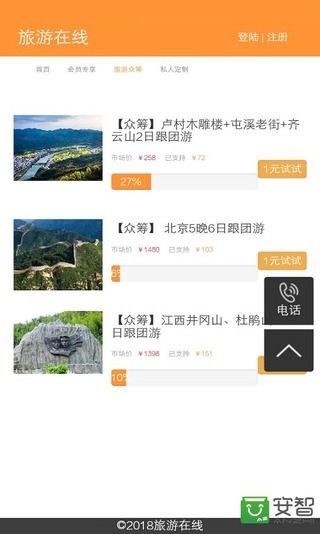 旅游在线
登陆 | 注册
首页 会员专享 旅游众筹 私人定制
【众筹】卢村木雕楼+屯溪老街+齐
云山2日跟团游
市场价 ￥258 已支持 ￥72
1元试试
27%
【众筹】 北京5晚6日跟团游
市场价 ￥1480 已支持 ￥103
1元试试
6%
电话
【众筹】江西井冈山、杜鹃山
日跟团游
市场价 ￥1398 已支持 ￥151
10%
安智
ANZHI
©2018旅游在线